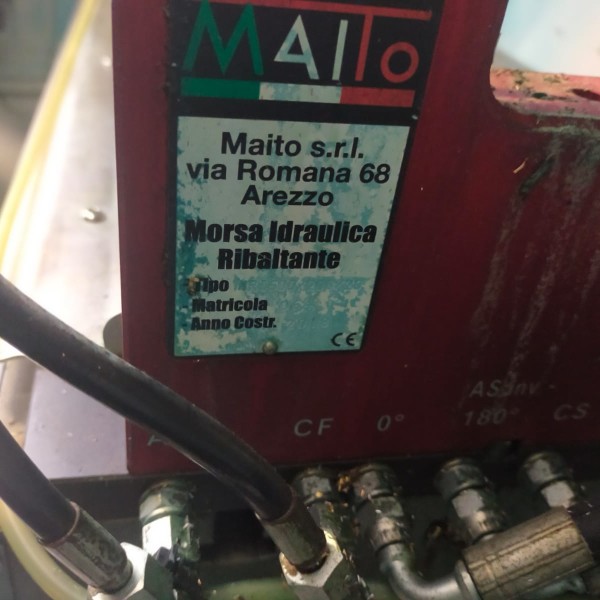 MAITO
Maito s.r.l.
via Romana 68
Arezzo
Morsa Idraulica
Ribaltante
Tipo
- Matricola
- Anno Costr.
CE
CF 0° 180° CS